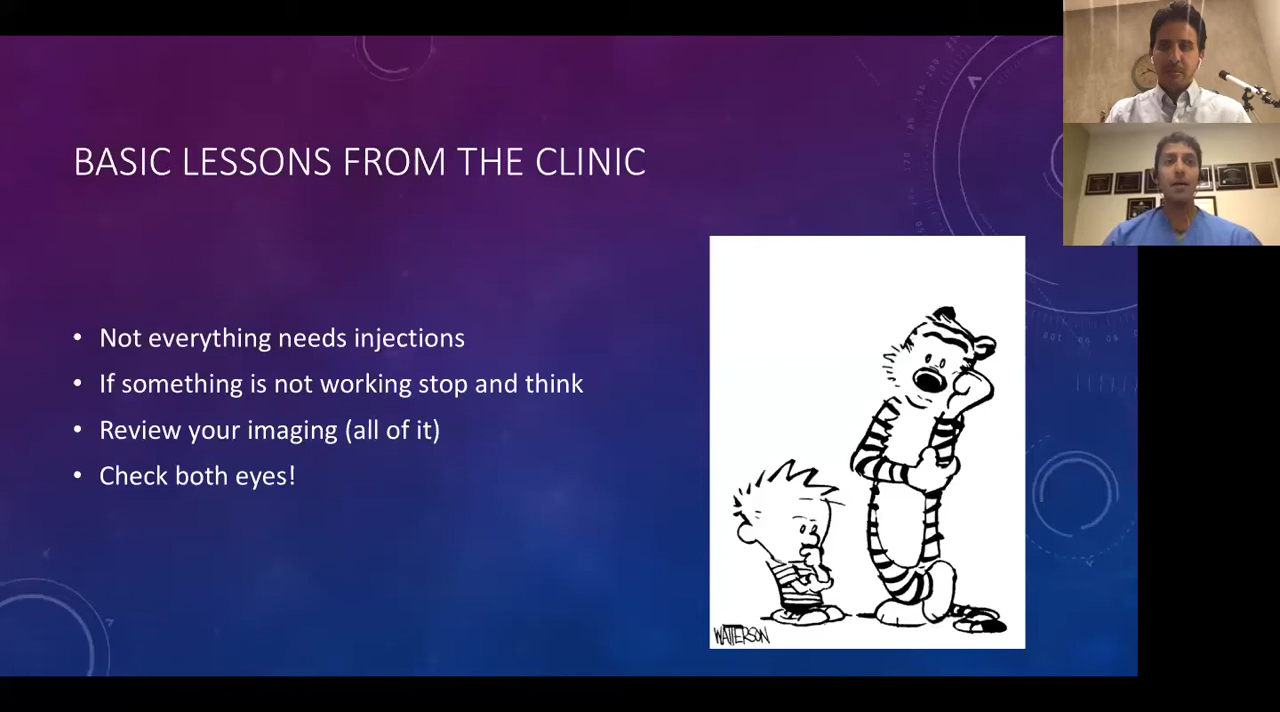 BASIC LESSONS FROM THE CLINIC
• Not everything needs injections
• If something is not working stop and think
• Review your imaging (all of it)
• Check both eyes!
WATTERSON